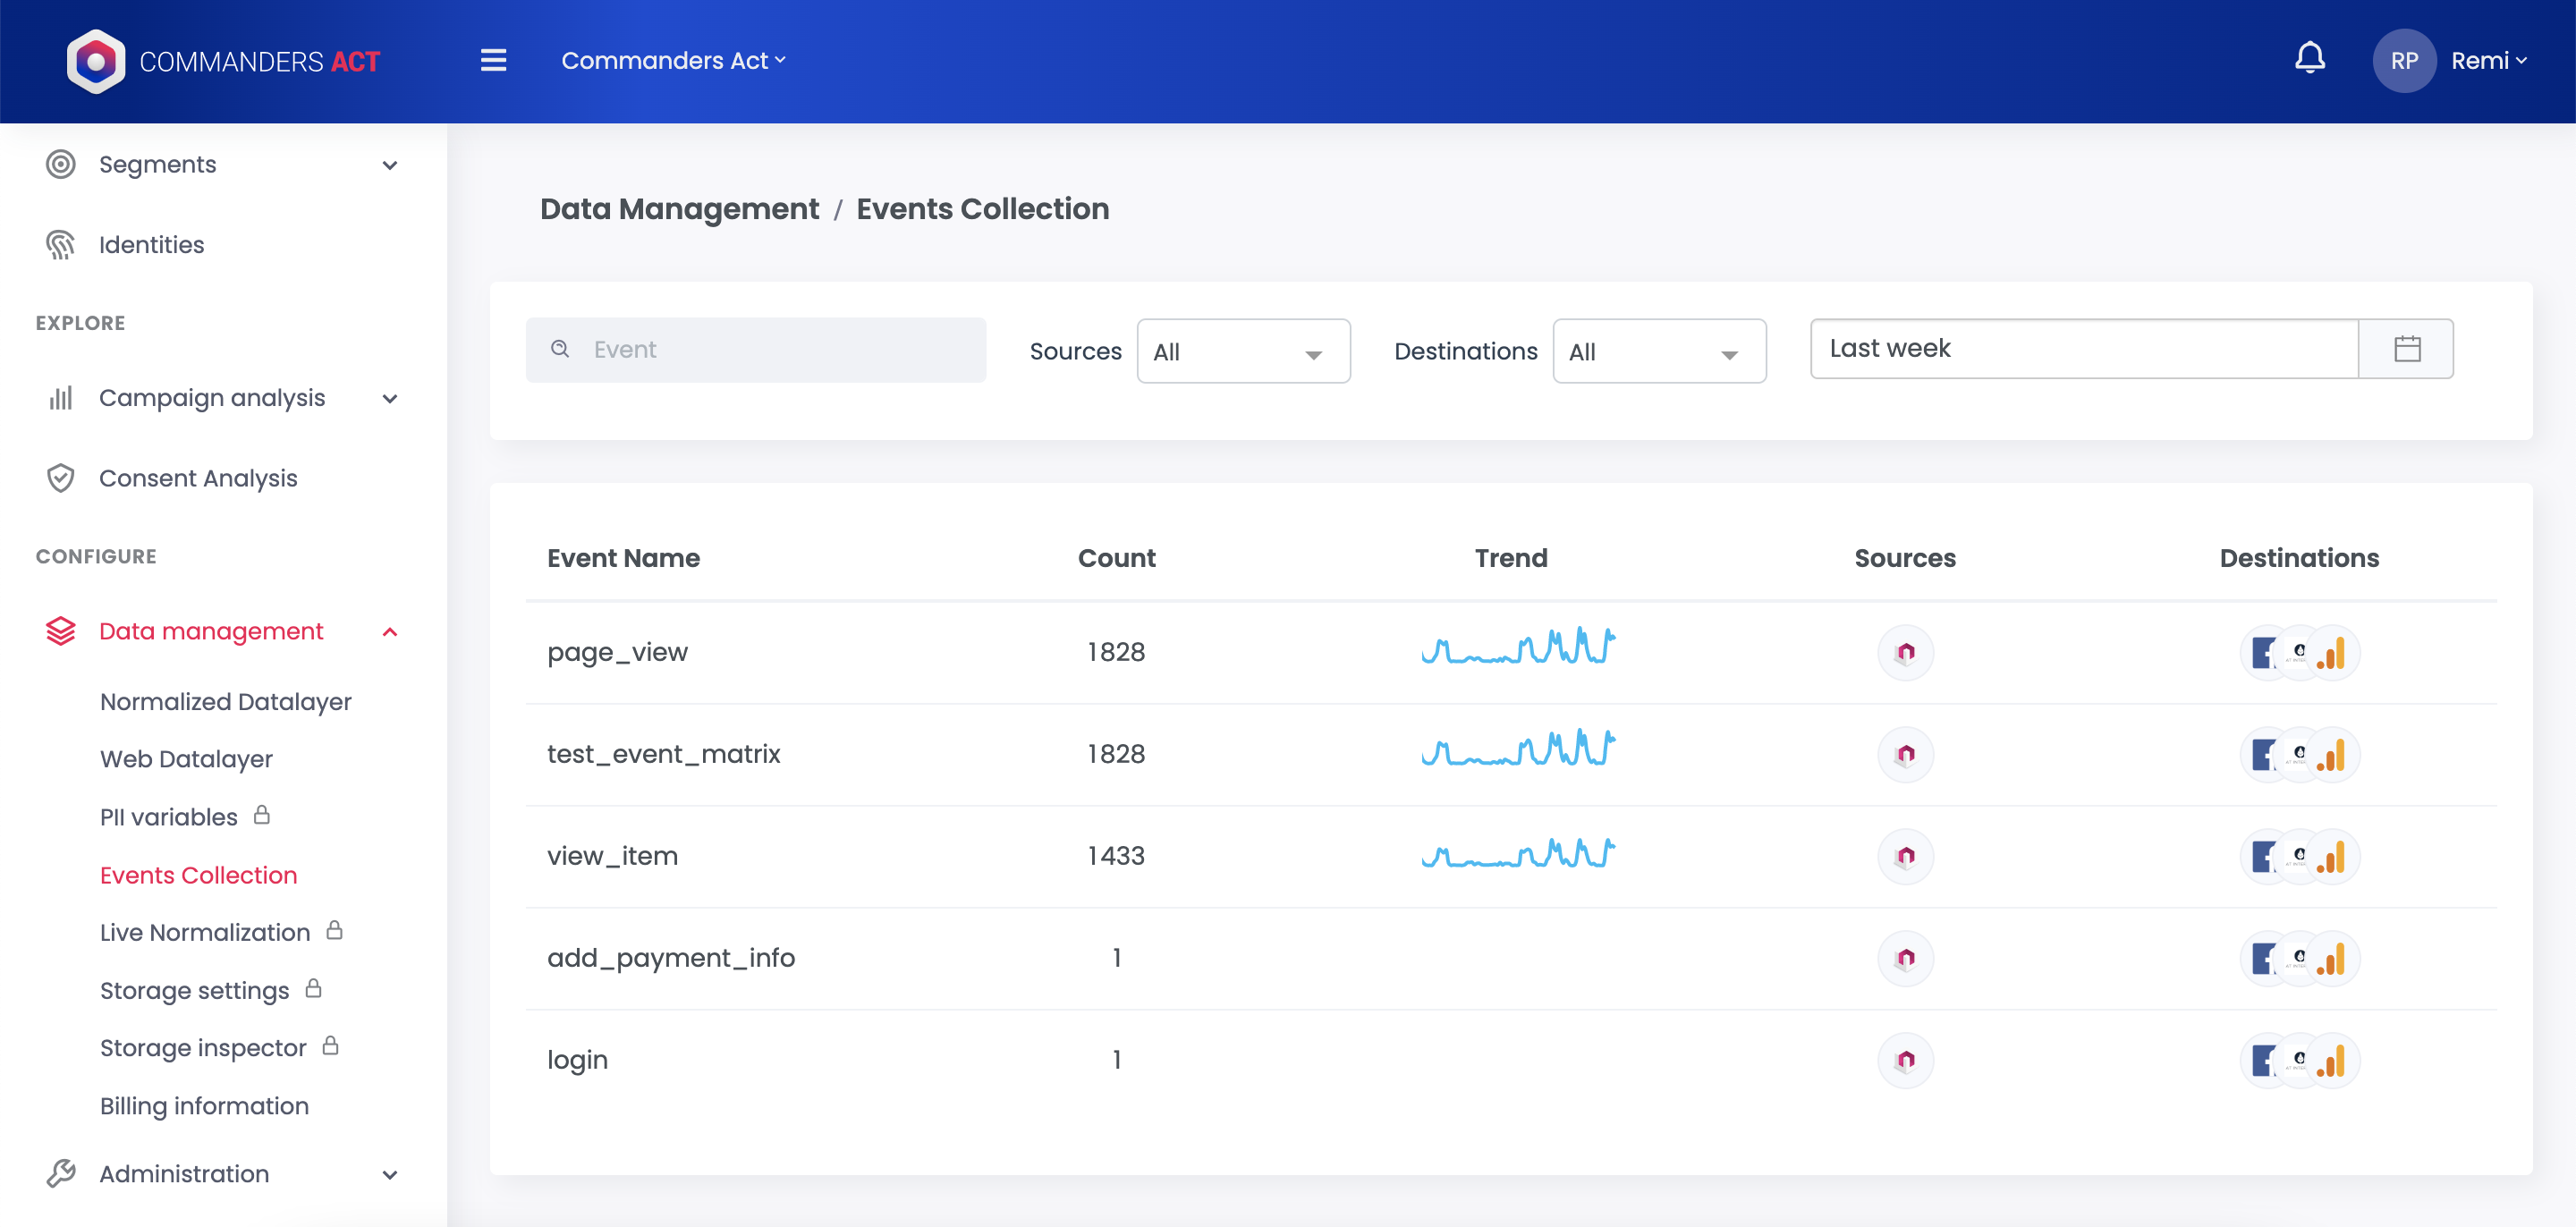 COMMANDERS ACT
Commanders Act
RP
Remi
Segments
Identities
EXPLORE
Campaign analysis
Consent Analysis
CONFIGURE
Data management
Normalized Datalayer
Web Datalayer
PII variables
Events Collection
Live Normalization
Storage settings
Storage inspector
Billing information
Administration
Data Management / Events Collection
Event
Sources All
Destinations All
Last week
Event Name Count Trend Sources Destinations
page_view 1828
test_event_matrix 1828
view_item 1433
add_payment_info 1
login 1